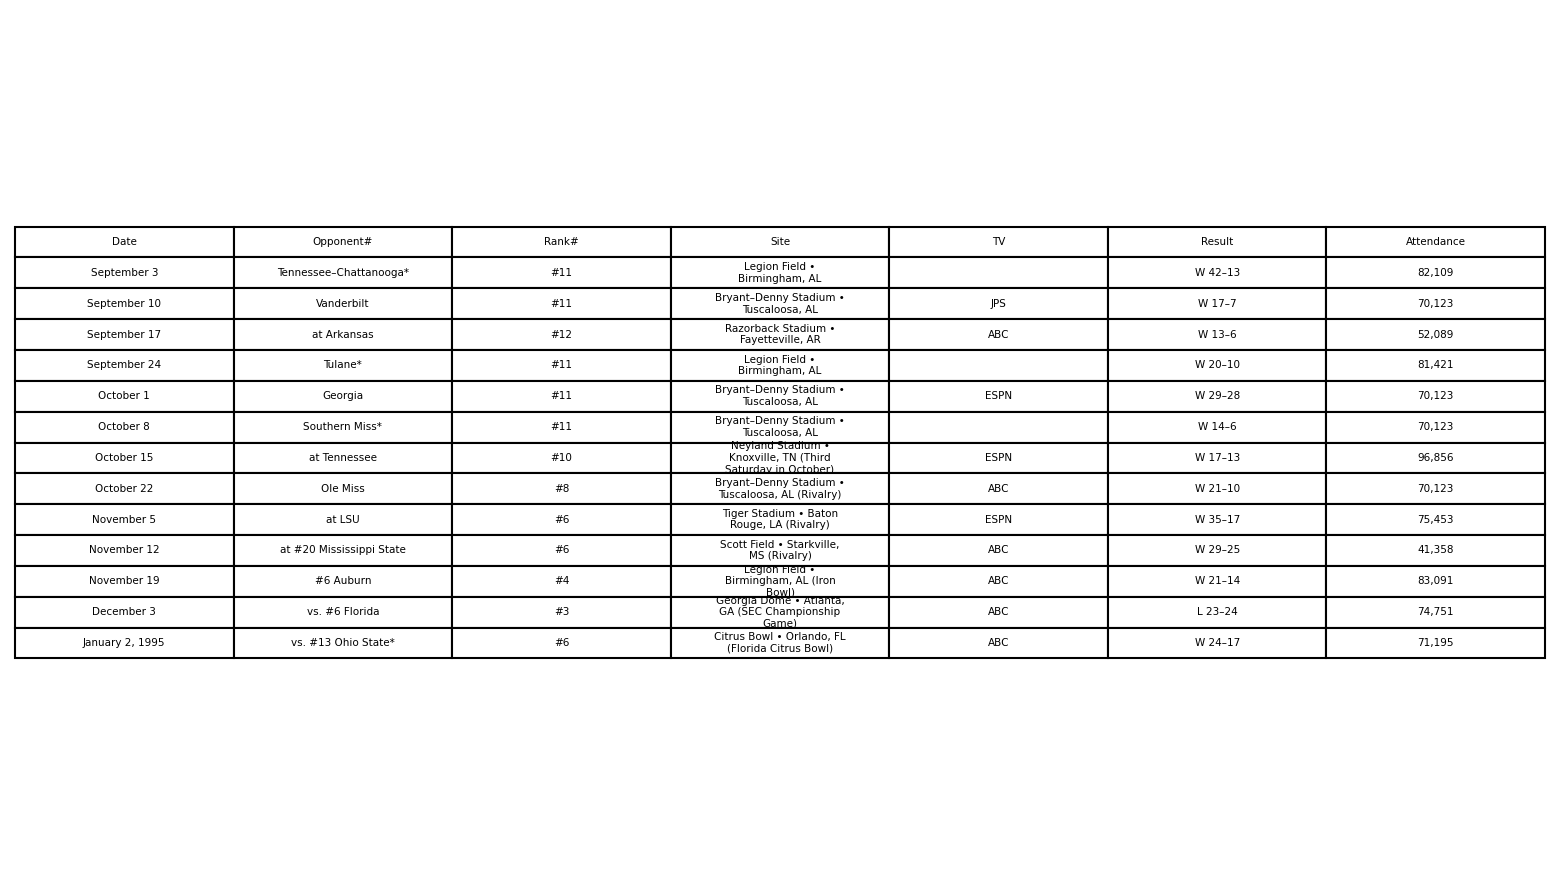 Date Opponent# Rank# Site TV Result Attendance
September 3 Tennessee–Chattanooga* #11 Legion Field • Birmingham, AL W 42–13 82,109
September 10 Vanderbilt #11 Bryant–Denny Stadium • Tuscaloosa, AL JPS W 17–7 70,123
September 17 at Arkansas #12 Razorback Stadium • Fayetteville, AR ABC W 13–6 52,089
September 24 Tulane* #11 Legion Field • Birmingham, AL W 20–10 81,421
October 1 Georgia #11 Bryant–Denny Stadium • Tuscaloosa, AL ESPN W 29–28 70,123
October 8 Southern Miss* #11 Bryant–Denny Stadium • Tuscaloosa, AL W 14–6 70,123
October 15 at Tennessee #10 Neyland Stadium • Knoxville, TN (Third Saturday in October) ESPN W 17–13 96,856
October 22 Ole Miss #8 Bryant–Denny Stadium • Tuscaloosa, AL (Rivalry) ABC W 21–10 70,123
November 5 at LSU #6 Tiger Stadium • Baton Rouge, LA (Rivalry) ESPN W 35–17 75,453
November 12 at #20 Mississippi State #6 Scott Field • Starkville, MS (Rivalry) ABC W 29–25 41,358
November 19 #6 Auburn #4 Legion Field • Birmingham, AL (Iron Bowl) ABC W 21–14 83,091
December 3 vs. #6 Florida #3 Georgia Dome • Atlanta, GA (SEC Championship Game) ABC L 23–24 74,751
January 2, 1995 vs. #13 Ohio State* #6 Citrus Bowl • Orlando, FL (Florida Citrus Bowl) ABC W 24–17 71,195